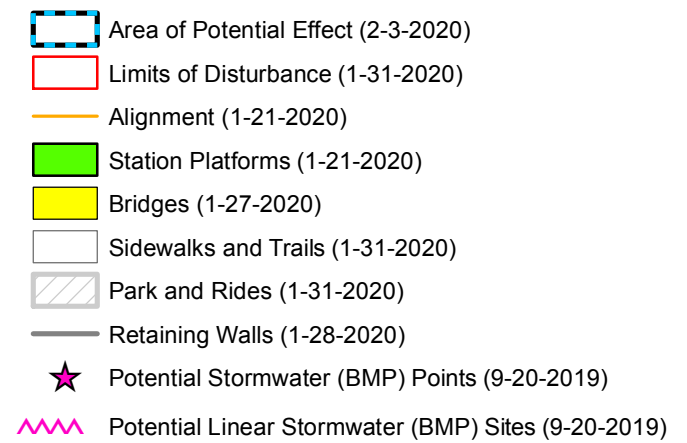 Area of Potential Effect (2-3-2020)
Limits of Disturbance (1-31-2020)
Alignment (1-21-2020)
Station Platforms (1-21-2020)
Bridges (1-27-2020)
Sidewalks and Trails (1-31-2020)
Park and Rides (1-31-2020)
Retaining Walls (1-28-2020)
Potential Stormwater (BMP) Points (9-20-2019)
Potential Linear Stormwater (BMP) Sites (9-20-2019)